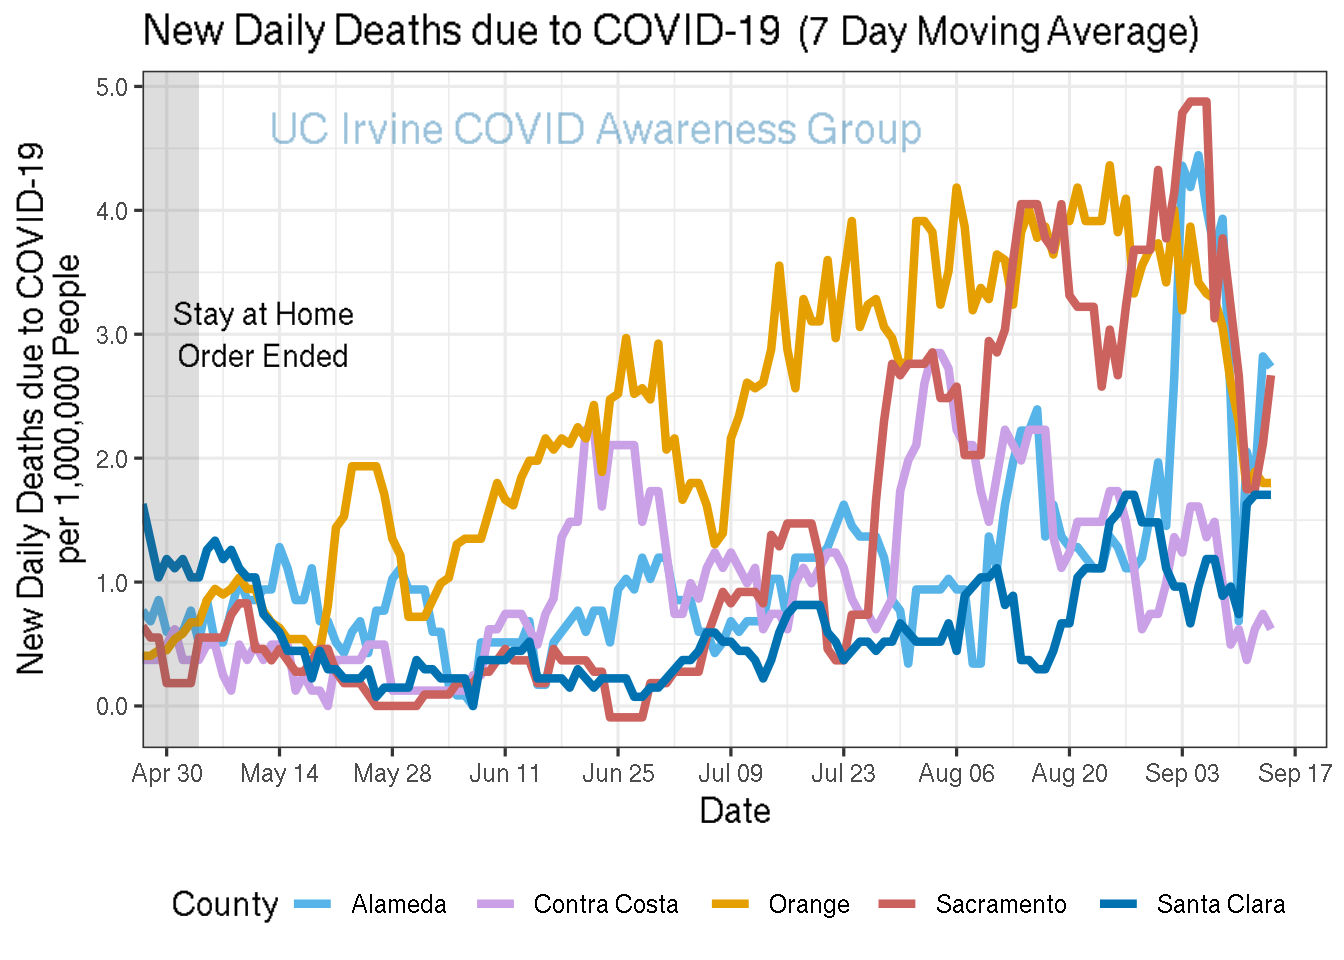 New Daily Deaths due to COVID-19 (7 Day Moving Average)
UC Irvine COVID Awareness Group
Stay at Home
Order Ended
New Daily Deaths due to COVID-19
per 1,000,000 People
5.0
4.0
3.0
2.0
1.0
0.0
Apr 30 May 14 May 28 Jun 11 Jun 25 Jul 09 Jul 23 Aug 06 Aug 20 Sep 03 Sep 17
Date
County Alameda Contra Costa Orange Sacramento Santa Clara